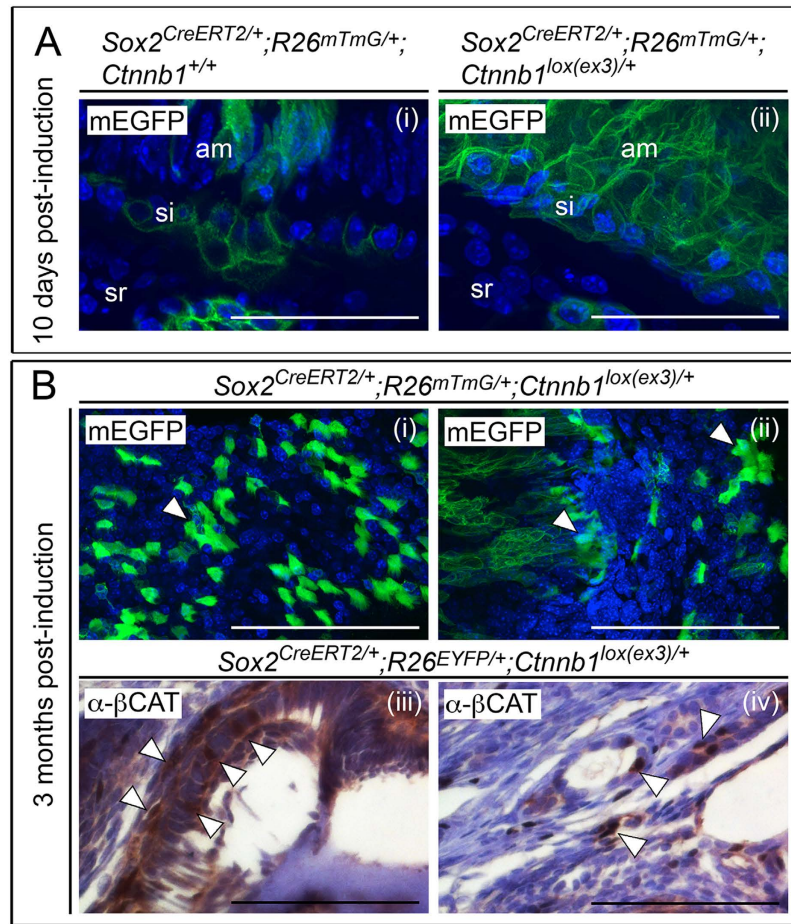 A
Sox2CreERT2/+;R26mTmG/+;
Ctnnb1+/+
Sox2CreERT2/+;R26mTmG/+;
Ctnnb1lox(ex3)/+
10 days post-induction
mEGFP
(i)
am
si
sr
mEGFP
(ii)
am
si
sr
B
Sox2CreERT2/+;R26mTmG/+;Ctnnb1lox(ex3)/+
3 months post-induction
mEGFP
(i)
mEGFP
(ii)
Sox2CreERT2/+;R26EYFP/+;Ctnnb1lox(ex3)/+
α-βCAT
(iii)
α-βCAT
(iv)